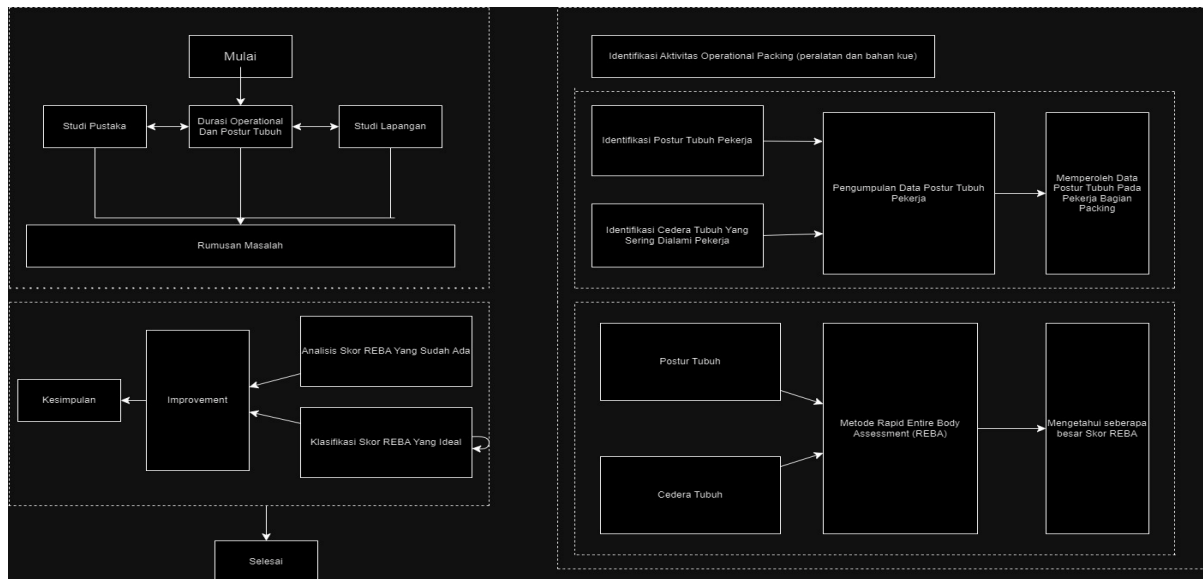 Mulai
Studi Pustaka
Durasi Operational
Dan Postur Tubuh
Studi Lapangan
Rumusan Masalah
Identifikasi Aktivitas Operational Packing (peralatan dan bahan kue)
Identifikasi Postur Tubuh Pekerja
Identifikasi Cedera Tubuh Yang
Sering Dialami Pekerja
Pengumpulan Data Postur Tubuh
Pekerja
Memperoleh Data
Postur Tubuh Pada
Pekerja Bagian
Packing
Postur Tubuh
Cedera Tubuh
Metode Rapid Entire Body
Assessment (REBA)
Mengetahui seberapa
besar Skor REBA
Analisis Skor REBA Yang Sudah Ada
Klasifikasi Skor REBA Yang Ideal
Improvement
Kesimpulan
Selesai